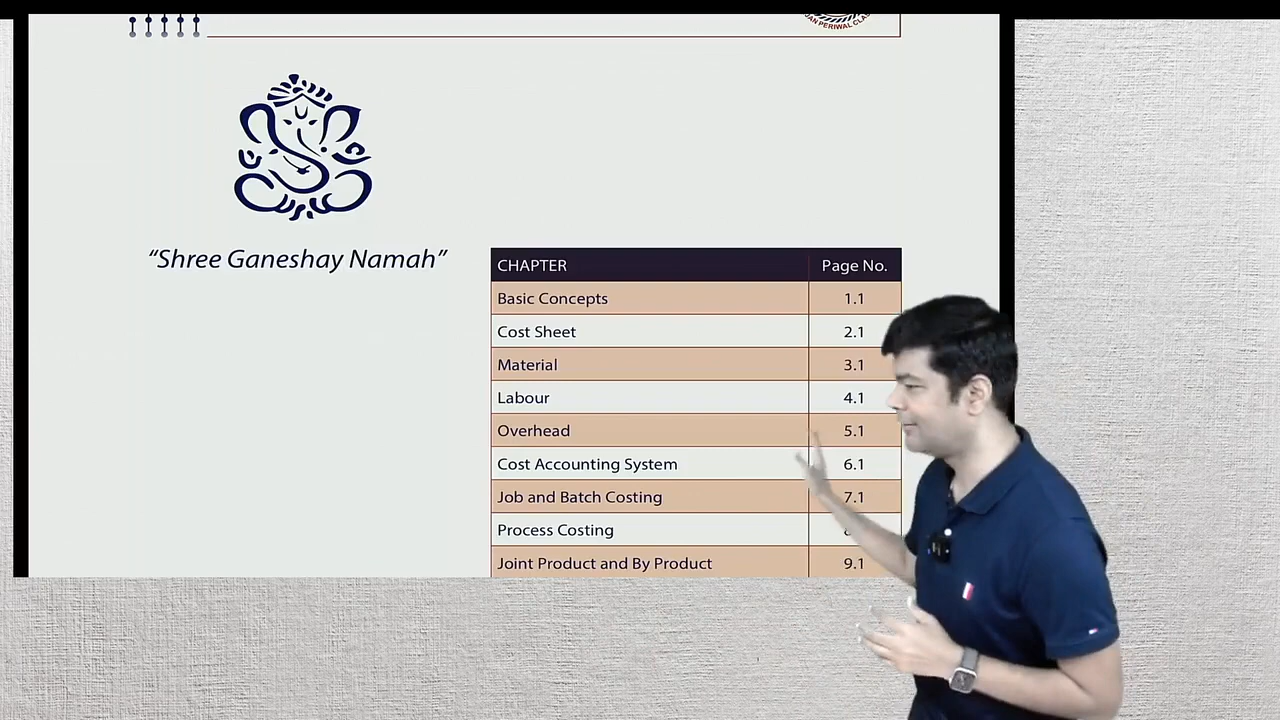 “Shree Ganeshay Namah”
CHAPTER Page No.
Basic Concepts 1.1
Cost Sheet 2.1
Material 3.1
Labour 4.1
Overhead 5.1
Cost Accounting System 6.1
Job and Batch Costing 7.1
Process Costing
Joint Product and By Product 9.1